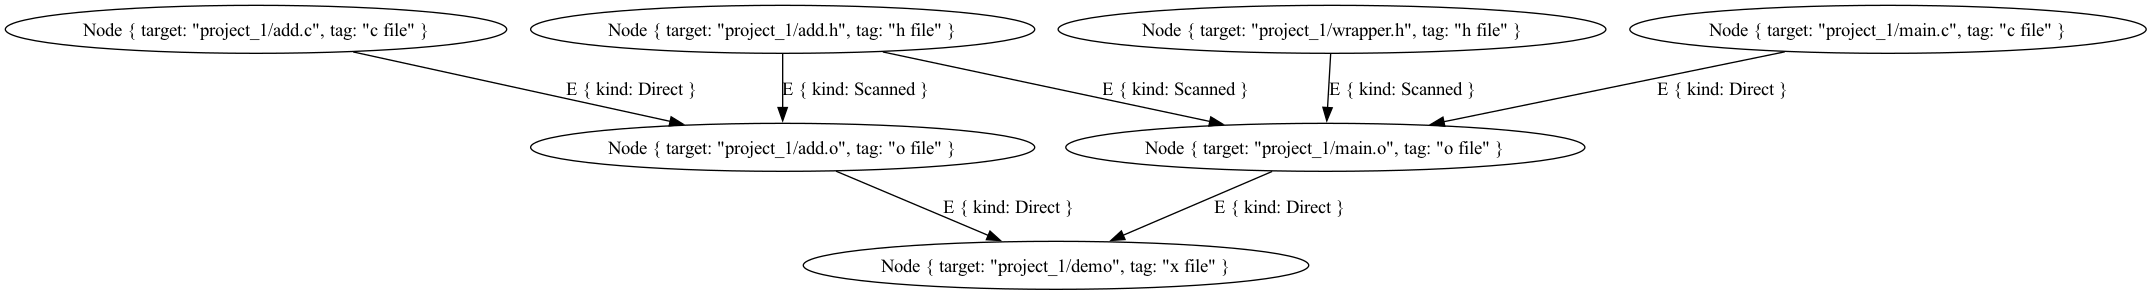 Node { target: "project_1/add.c", tag: "c file" }
Node { target: "project_1/add.h", tag: "h file" }
Node { target: "project_1/wrapper.h", tag: "h file" }
Node { target: "project_1/main.c", tag: "c file" }
E { kind: Direct }
E { kind: Scanned }
E { kind: Scanned }
E { kind: Scanned }
E { kind: Direct }
Node { target: "project_1/add.o", tag: "o file" }
Node { target: "project_1/main.o", tag: "o file" }
E { kind: Direct }
E { kind: Direct }
Node { target: "project_1/demo", tag: "x file" }